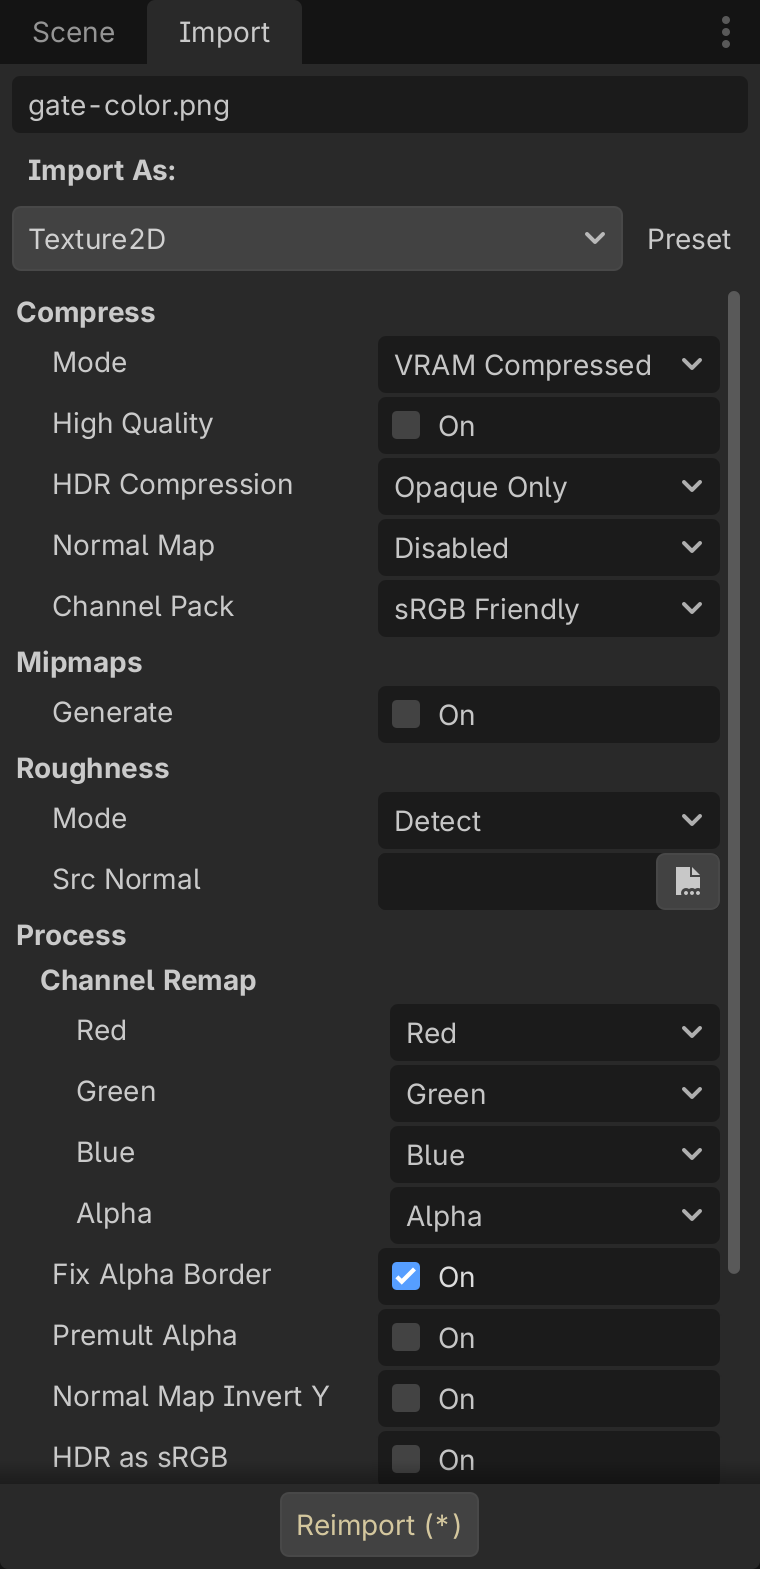 Scene Import
gate-color.png
Import As:
Texture2D Preset
Compress
Mode VRAM Compressed
High Quality On
HDR Compression Opaque Only
Normal Map Disabled
Channel Pack sRGB Friendly
Mipmaps
Generate On
Roughness
Mode Detect
Src Normal
Process
Channel Remap
Red Red
Green Green
Blue Blue
Alpha Alpha
Fix Alpha Border On
Premult Alpha On
Normal Map Invert Y On
HDR as sRGB On
Reimport (*)